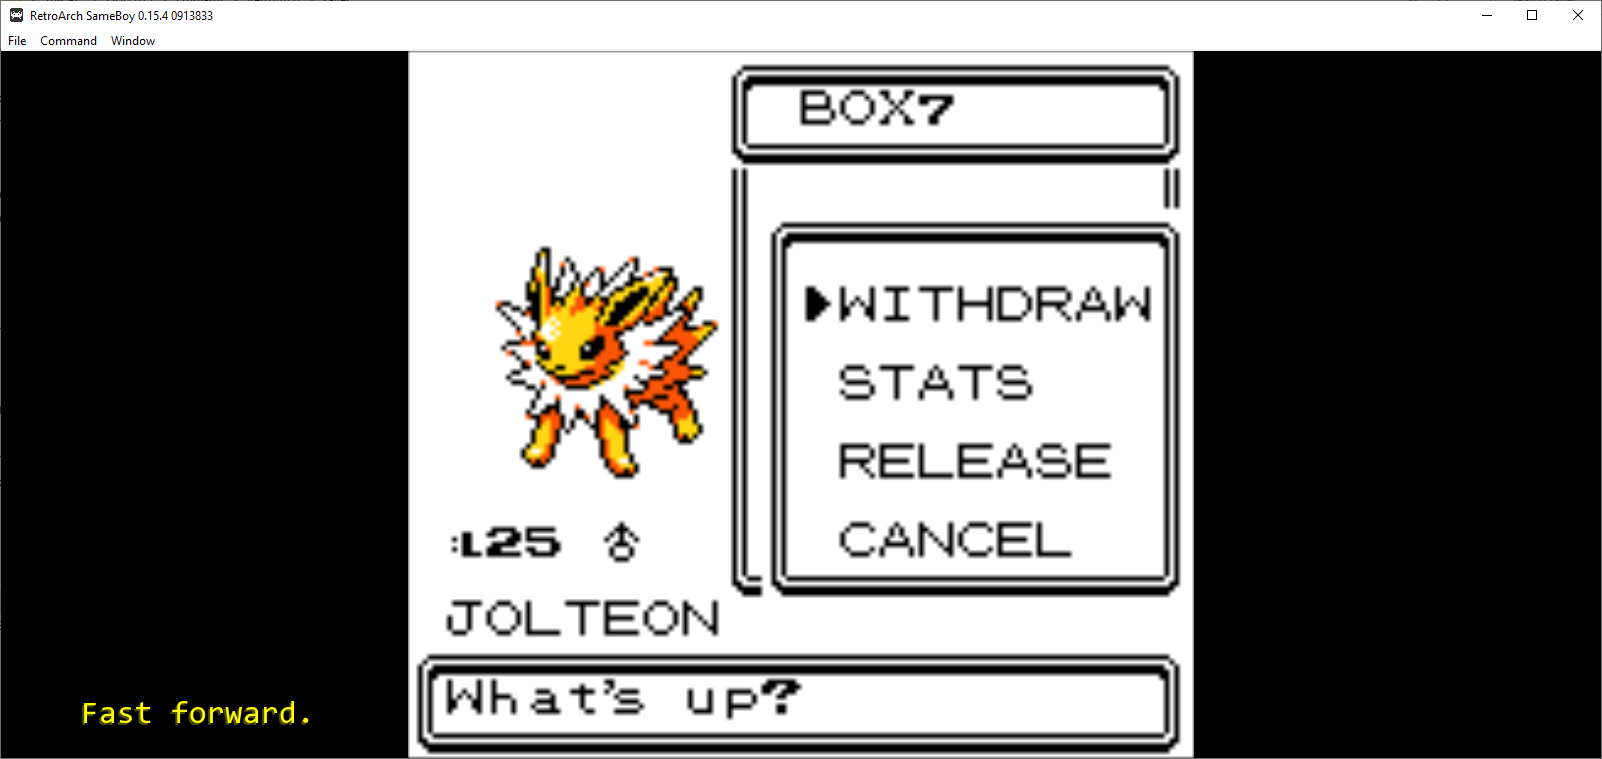 RetroArch SameBoy 0.15.4 0913833
File Command Window
BOX7
▶WITHDRAW
STATS
RELEASE
CANCEL
:L25 ♂
JOLTEON
What's up?
Fast forward.